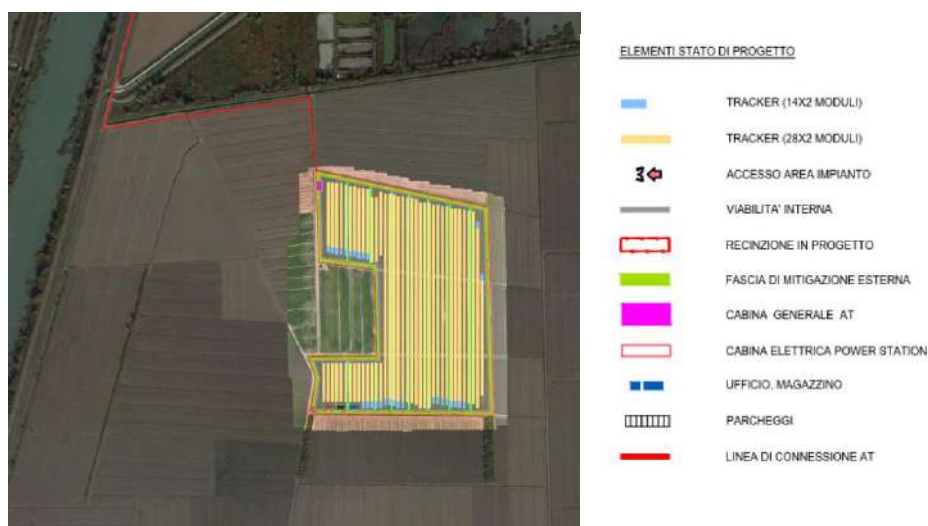 ELEMENTI STATO DI PROGETTO
TRACKER (14X2 MODULI)
TRACKER (28X2 MODULI)
ACCESSO AREA IMPIANTO
VIABILITA' INTERNA
RECINZIONE IN PROGETTO
FASCIA DI MITIGAZIONE ESTERNA
CABINA GENERALE AT
CABINA ELETTRICA POWER STATION
UFFICIO, MAGAZZINO
PARCHEGGI
LINEA DI CONNESSIONE AT